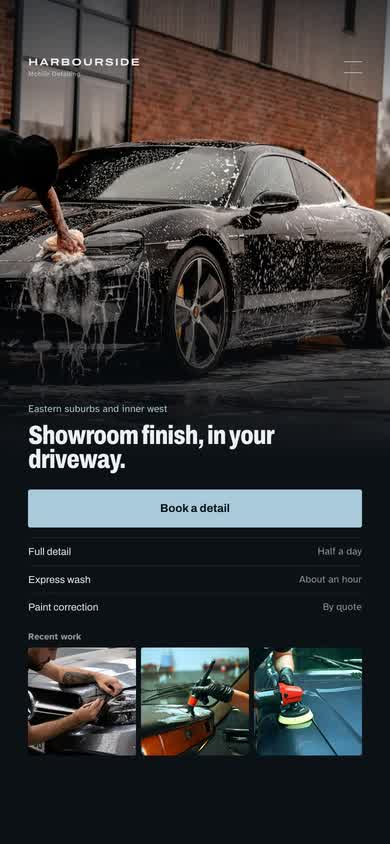 HARBOURSIDE
Mobile Detailing
Eastern suburbs and inner west
Showroom finish, in your
driveway.
Book a detail
Full detail Half a day
Express wash About an hour
Paint correction By quote
Recent work